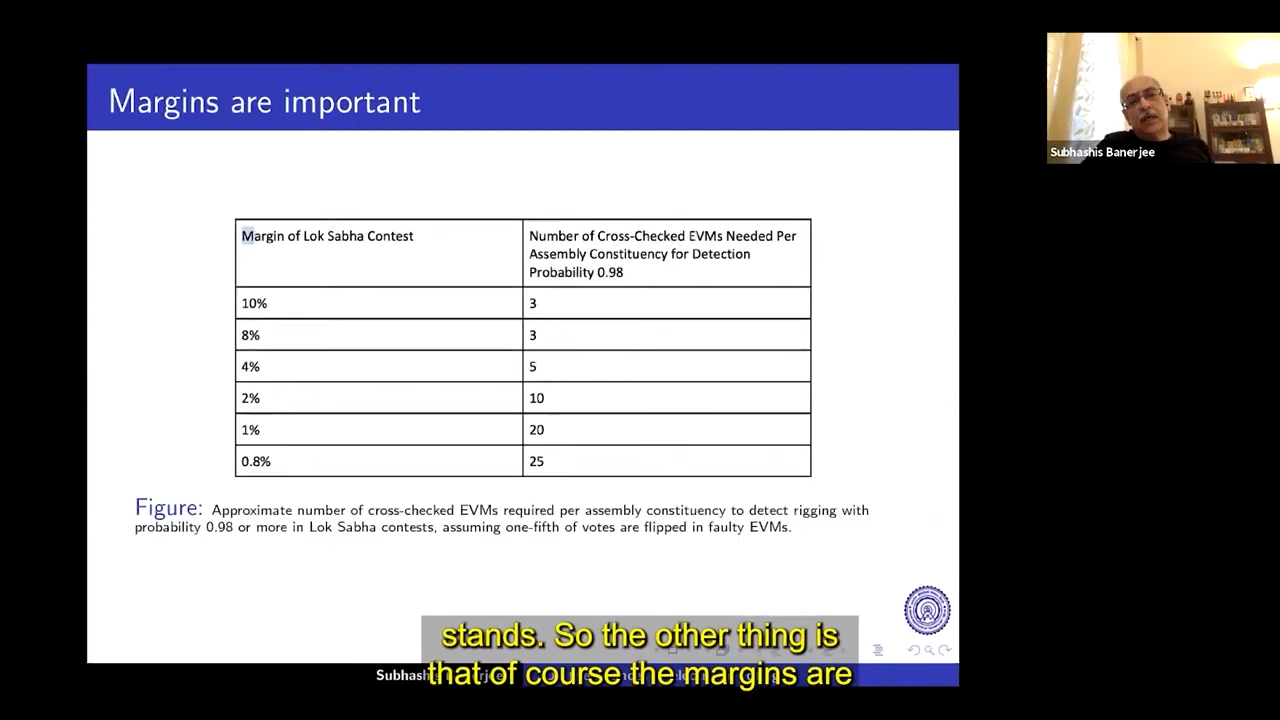 Margins are important
Subhashis Banerjee
Margin of Lok Sabha Contest
Number of Cross-Checked EVMs Needed Per
Assembly Constituency for Detection
Probability 0.98
10%
3
8%
3
4%
5
2%
10
1%
20
0.8%
25
Figure: Approximate number of cross-checked EVMs required per assembly constituency to detect rigging with
probability 0.98 or more in Lok Sabha contests, assuming one-fifth of votes are flipped in faulty EVMs.
stands. So the other thing is
that of course the margins are
Subhashis